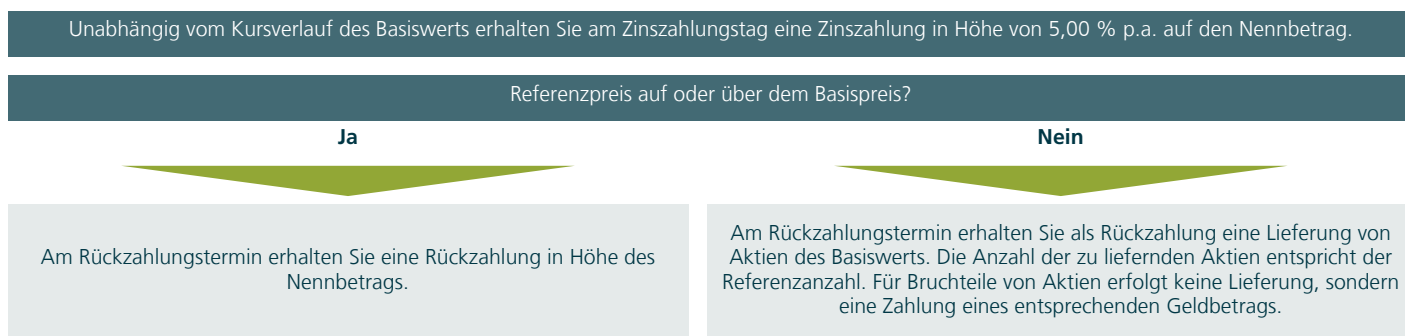 Unabhängig vom Kursverlauf des Basiswerts erhalten Sie am Zinszahlungstag eine Zinszahlung in Höhe von 5,00 % p.a. auf den Nennbetrag.
Referenzpreis auf oder über dem Basispreis?
Ja
Nein
Am Rückzahlungstermin erhalten Sie eine Rückzahlung in Höhe des
Nennbetrags.
Am Rückzahlungstermin erhalten Sie als Rückzahlung eine Lieferung von
Aktien des Basiswerts. Die Anzahl der zu liefernden Aktien entspricht der
Referenzanzahl. Für Bruchteile von Aktien erfolgt keine Lieferung, sondern
eine Zahlung eines entsprechenden Geldbetrags.